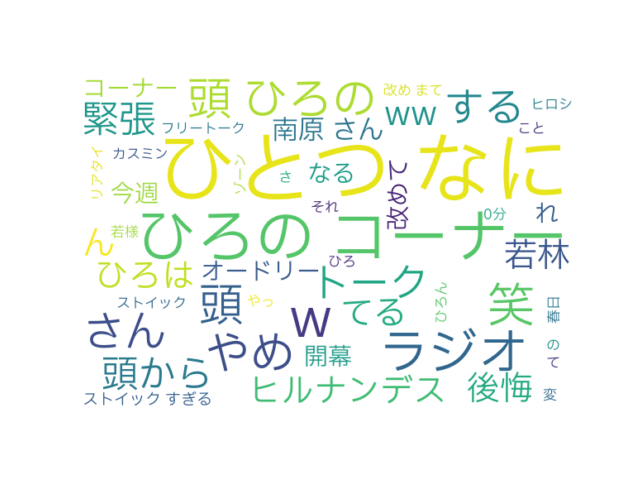 コーナー
頭
ひろの
改め まて
ww
する
ヒロシ
緊張
フリートーク
南原 さん
こと
ひとつ なに
リアタイ
カスミン
ゾーン
さ
なる
改めて
今週
それ
0分
れ
ん
若様
ひろの コーナー
若林
ひろ
ひろは
オードリー
トーク
ストイック
頭
やっ
w
てる
ひろん
笑
春日
さん
やめ
開幕
ラジオ
の
て
頭から
ヒルナンデス
後悔
変
ストイック すぎる